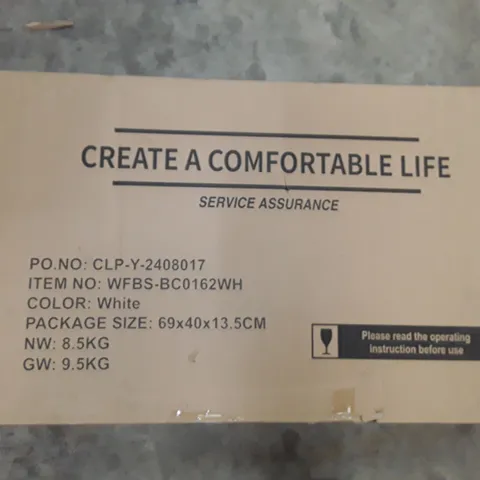 CREATE A COMFORTABLE LIFE
SERVICE ASSURANCE
PO.NO: CLP-Y-2408017
ITEM NO: WFBS-BC0162WH
COLOR: White
PACKAGE SIZE: 69x40x13.5CM
NW: 8.5KG
GW: 9.5KG
Please read the operating
instruction before use